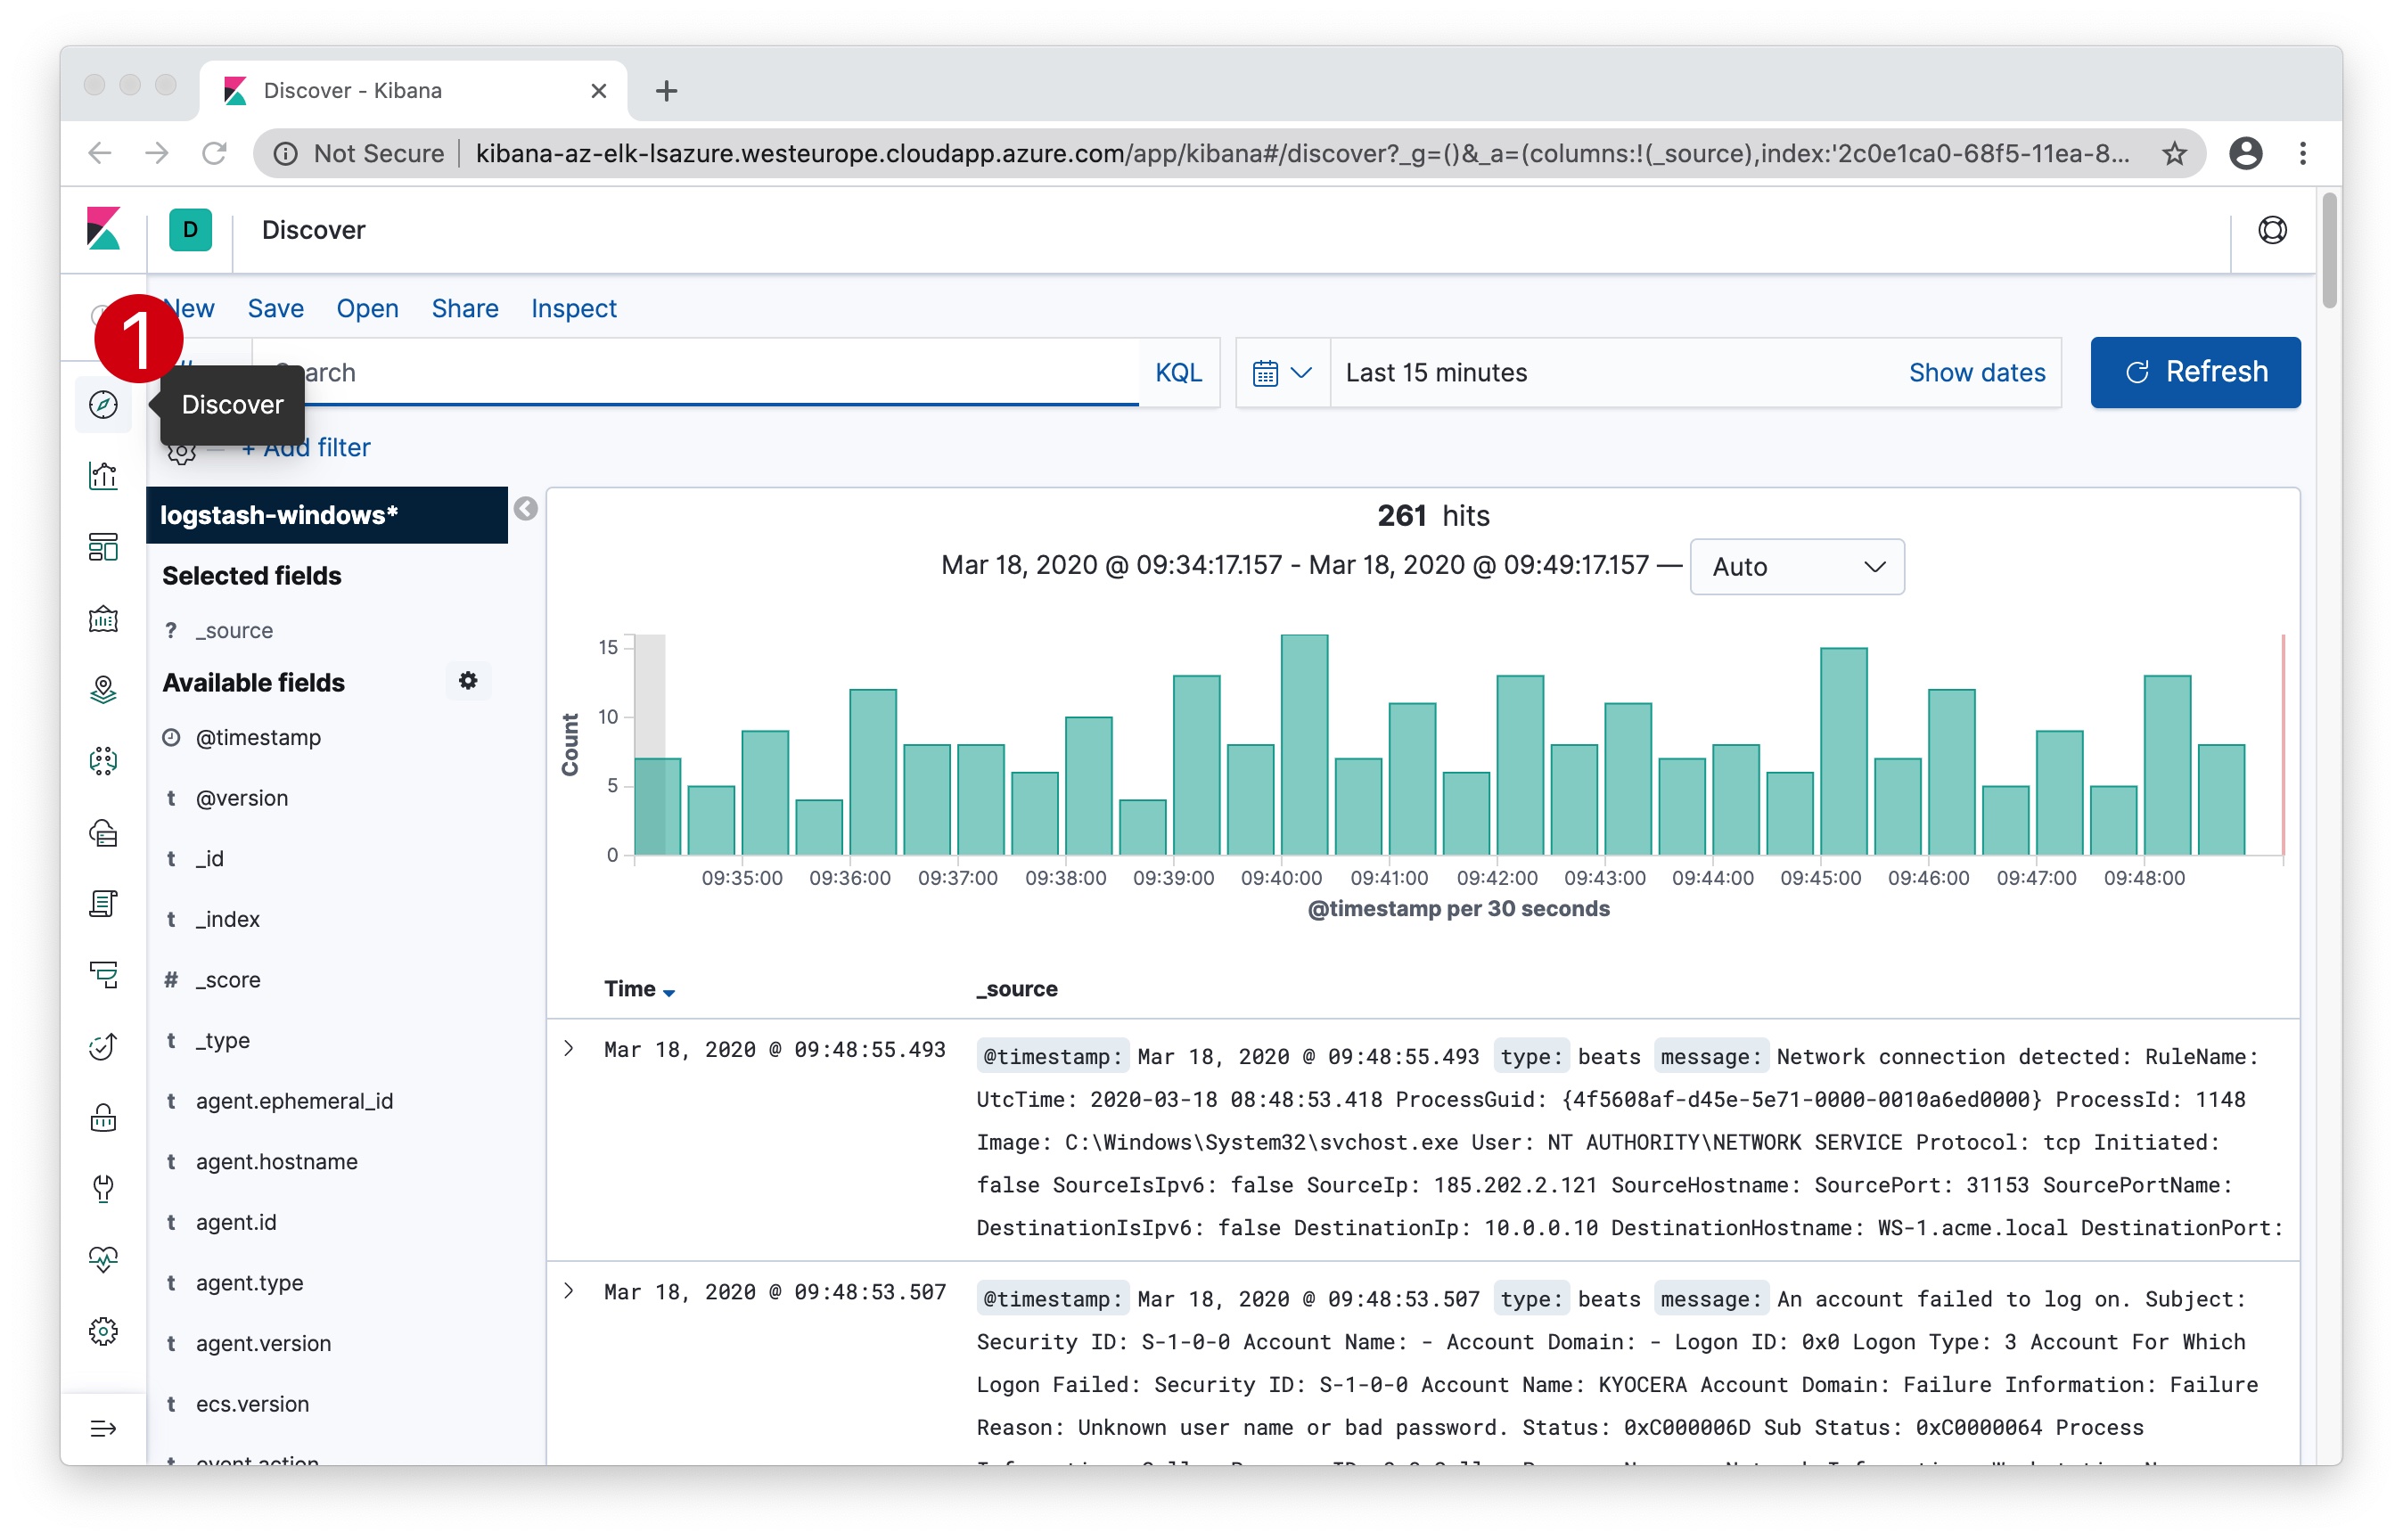 Discover - Kibana
Not Secure kibana-az-elk-lsazure.westeurope.cloudapp.azure.com/app/kibana#/discover?_g=()&_a=(columns:!(_source),index:'2c0e1ca0-68f5-11ea-8...
D Discover
1
New Save Open Share Inspect
Search KQL Last 15 minutes Show dates Refresh
Discover
+ Add filter
logstash-windows*
Selected fields
? _source
Available fields
@timestamp
t @version
t _id
t _index
# _score
t _type
t agent.ephemeral_id
t agent.hostname
t agent.id
t agent.type
t agent.version
t ecs.version
t event.action
261 hits
Mar 18, 2020 @ 09:34:17.157 - Mar 18, 2020 @ 09:49:17.157 — Auto
Count
15
10
5
0
09:35:00 09:36:00 09:37:00 09:38:00 09:39:00 09:40:00 09:41:00 09:42:00 09:43:00 09:44:00 09:45:00 09:46:00 09:47:00 09:48:00
@timestamp per 30 seconds
Time _source
Mar 18, 2020 @ 09:48:55.493
@timestamp: Mar 18, 2020 @ 09:48:55.493 type: beats message: Network connection detected: RuleName:
UtcTime: 2020-03-18 08:48:53.418 ProcessGuid: {4f5608af-d45e-5e71-0000-0010a6ed0000} ProcessId: 1148
Image: C:\Windows\System32\svchost.exe User: NT AUTHORITY\NETWORK SERVICE Protocol: tcp Initiated:
false SourceIsIpv6: false SourceIp: 185.202.2.121 SourceHostname: SourcePort: 31153 SourcePortName:
DestinationIsIpv6: false DestinationIp: 10.0.0.10 DestinationHostname: WS-1.acme.local DestinationPort:
Mar 18, 2020 @ 09:48:53.507
@timestamp: Mar 18, 2020 @ 09:48:53.507 type: beats message: An account failed to log on. Subject:
Security ID: S-1-0-0 Account Name: - Account Domain: - Logon ID: 0x0 Logon Type: 3 Account For Which
Logon Failed: Security ID: S-1-0-0 Account Name: KYOCERA Account Domain: Failure Information: Failure
Reason: Unknown user name or bad password. Status: 0xC000006D Sub Status: 0xC0000064 Process